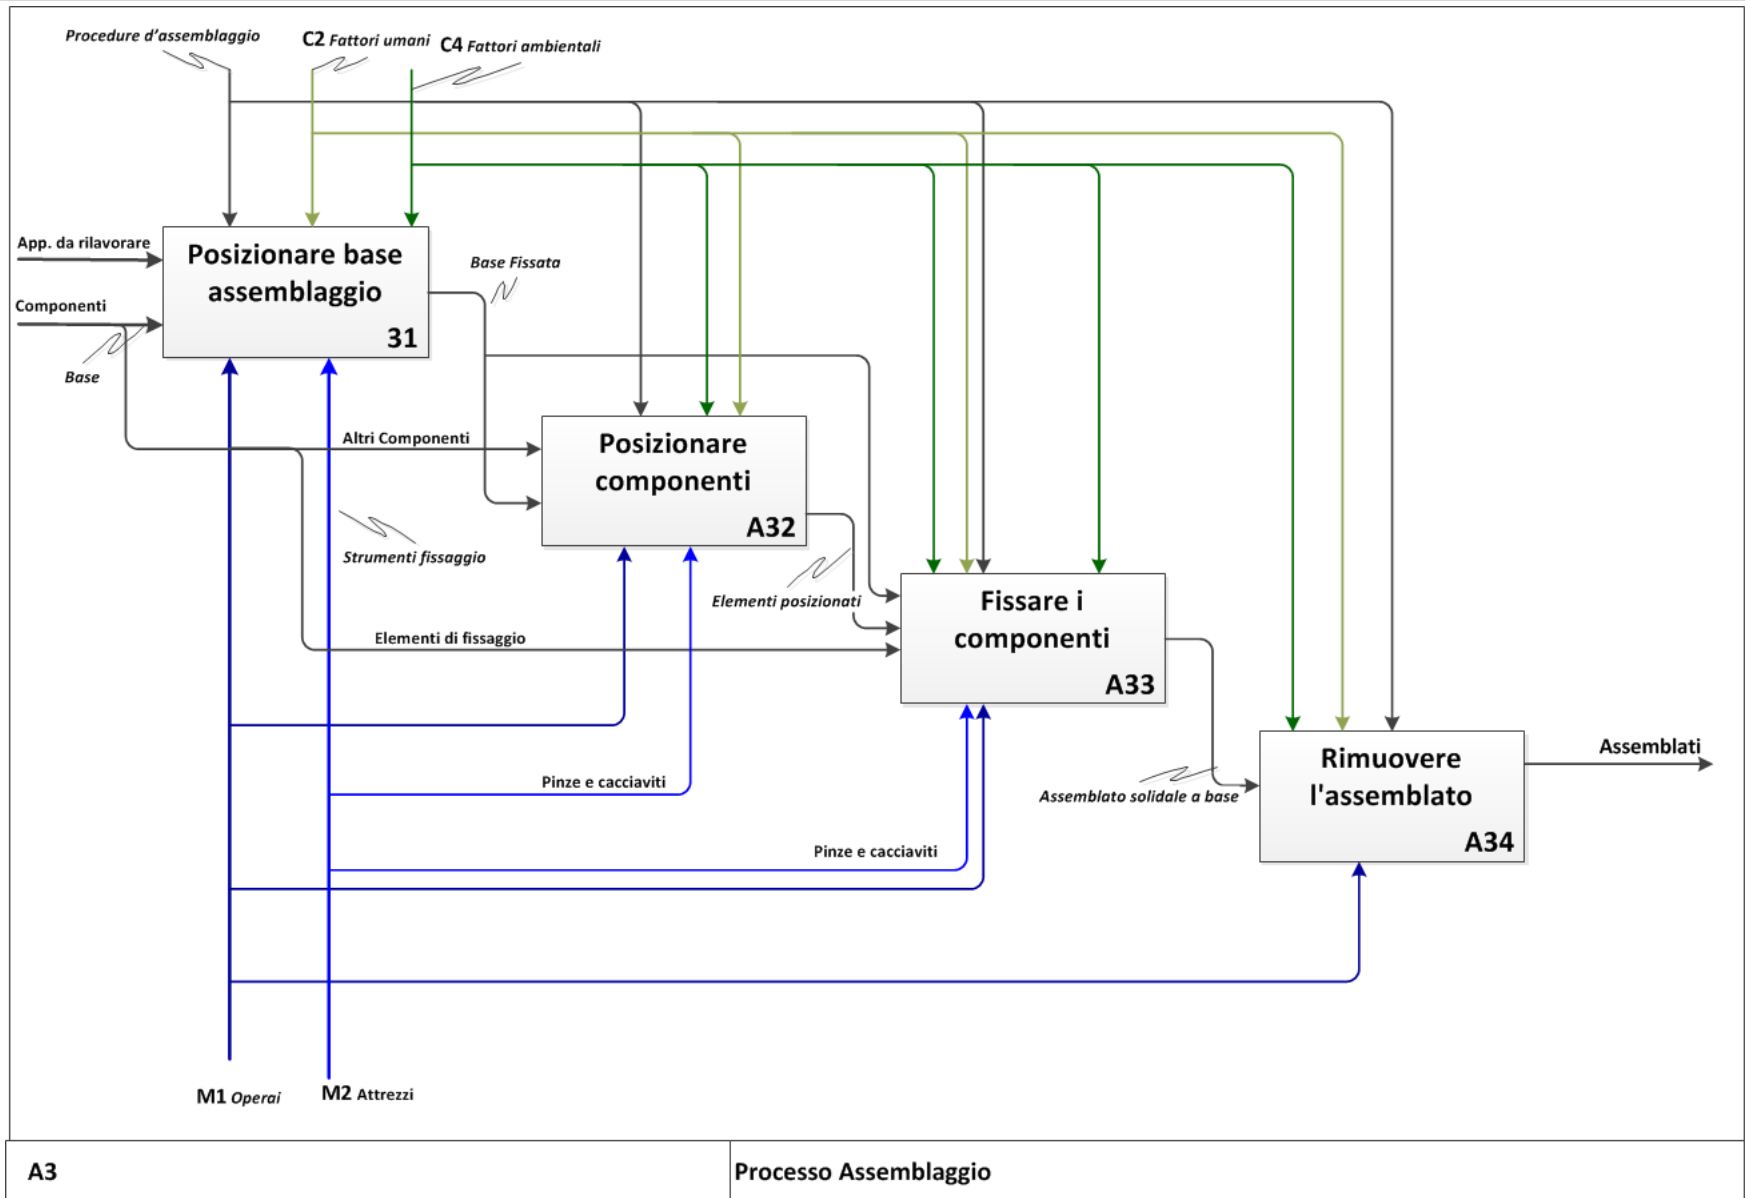 Procedure d'assemblaggio
C2 Fattori umani
C4 Fattori ambientali
App. da rilavorare
Posizionare base
assemblaggio
31
Base Fissata
Componenti
Base
Altri Componenti
Posizionare
componenti
A32
Strumenti fissaggio
Elementi posizionati
Fissare i
componenti
A33
Elementi di fissaggio
Pinze e cacciaviti
Assemblato solidale a base
Rimuovere
l'assemblato
A34
Assemblati
Pinze e cacciaviti
M1 Operai
M2 Attrezzi
A3
Processo Assemblaggio